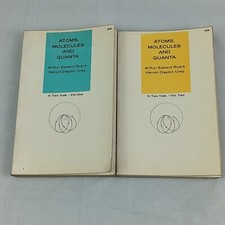 ATOMS,
MOLECULES
AND
QUANTA
Arthur Edward Ruark
Harold Clayton Urey
In Two Vols. - Vol. One
ATOMS,
MOLECULES
AND
QUANTA
Arthur Edward Ruark
Harold Clayton Urey
In Two Vols. - Vol. Two